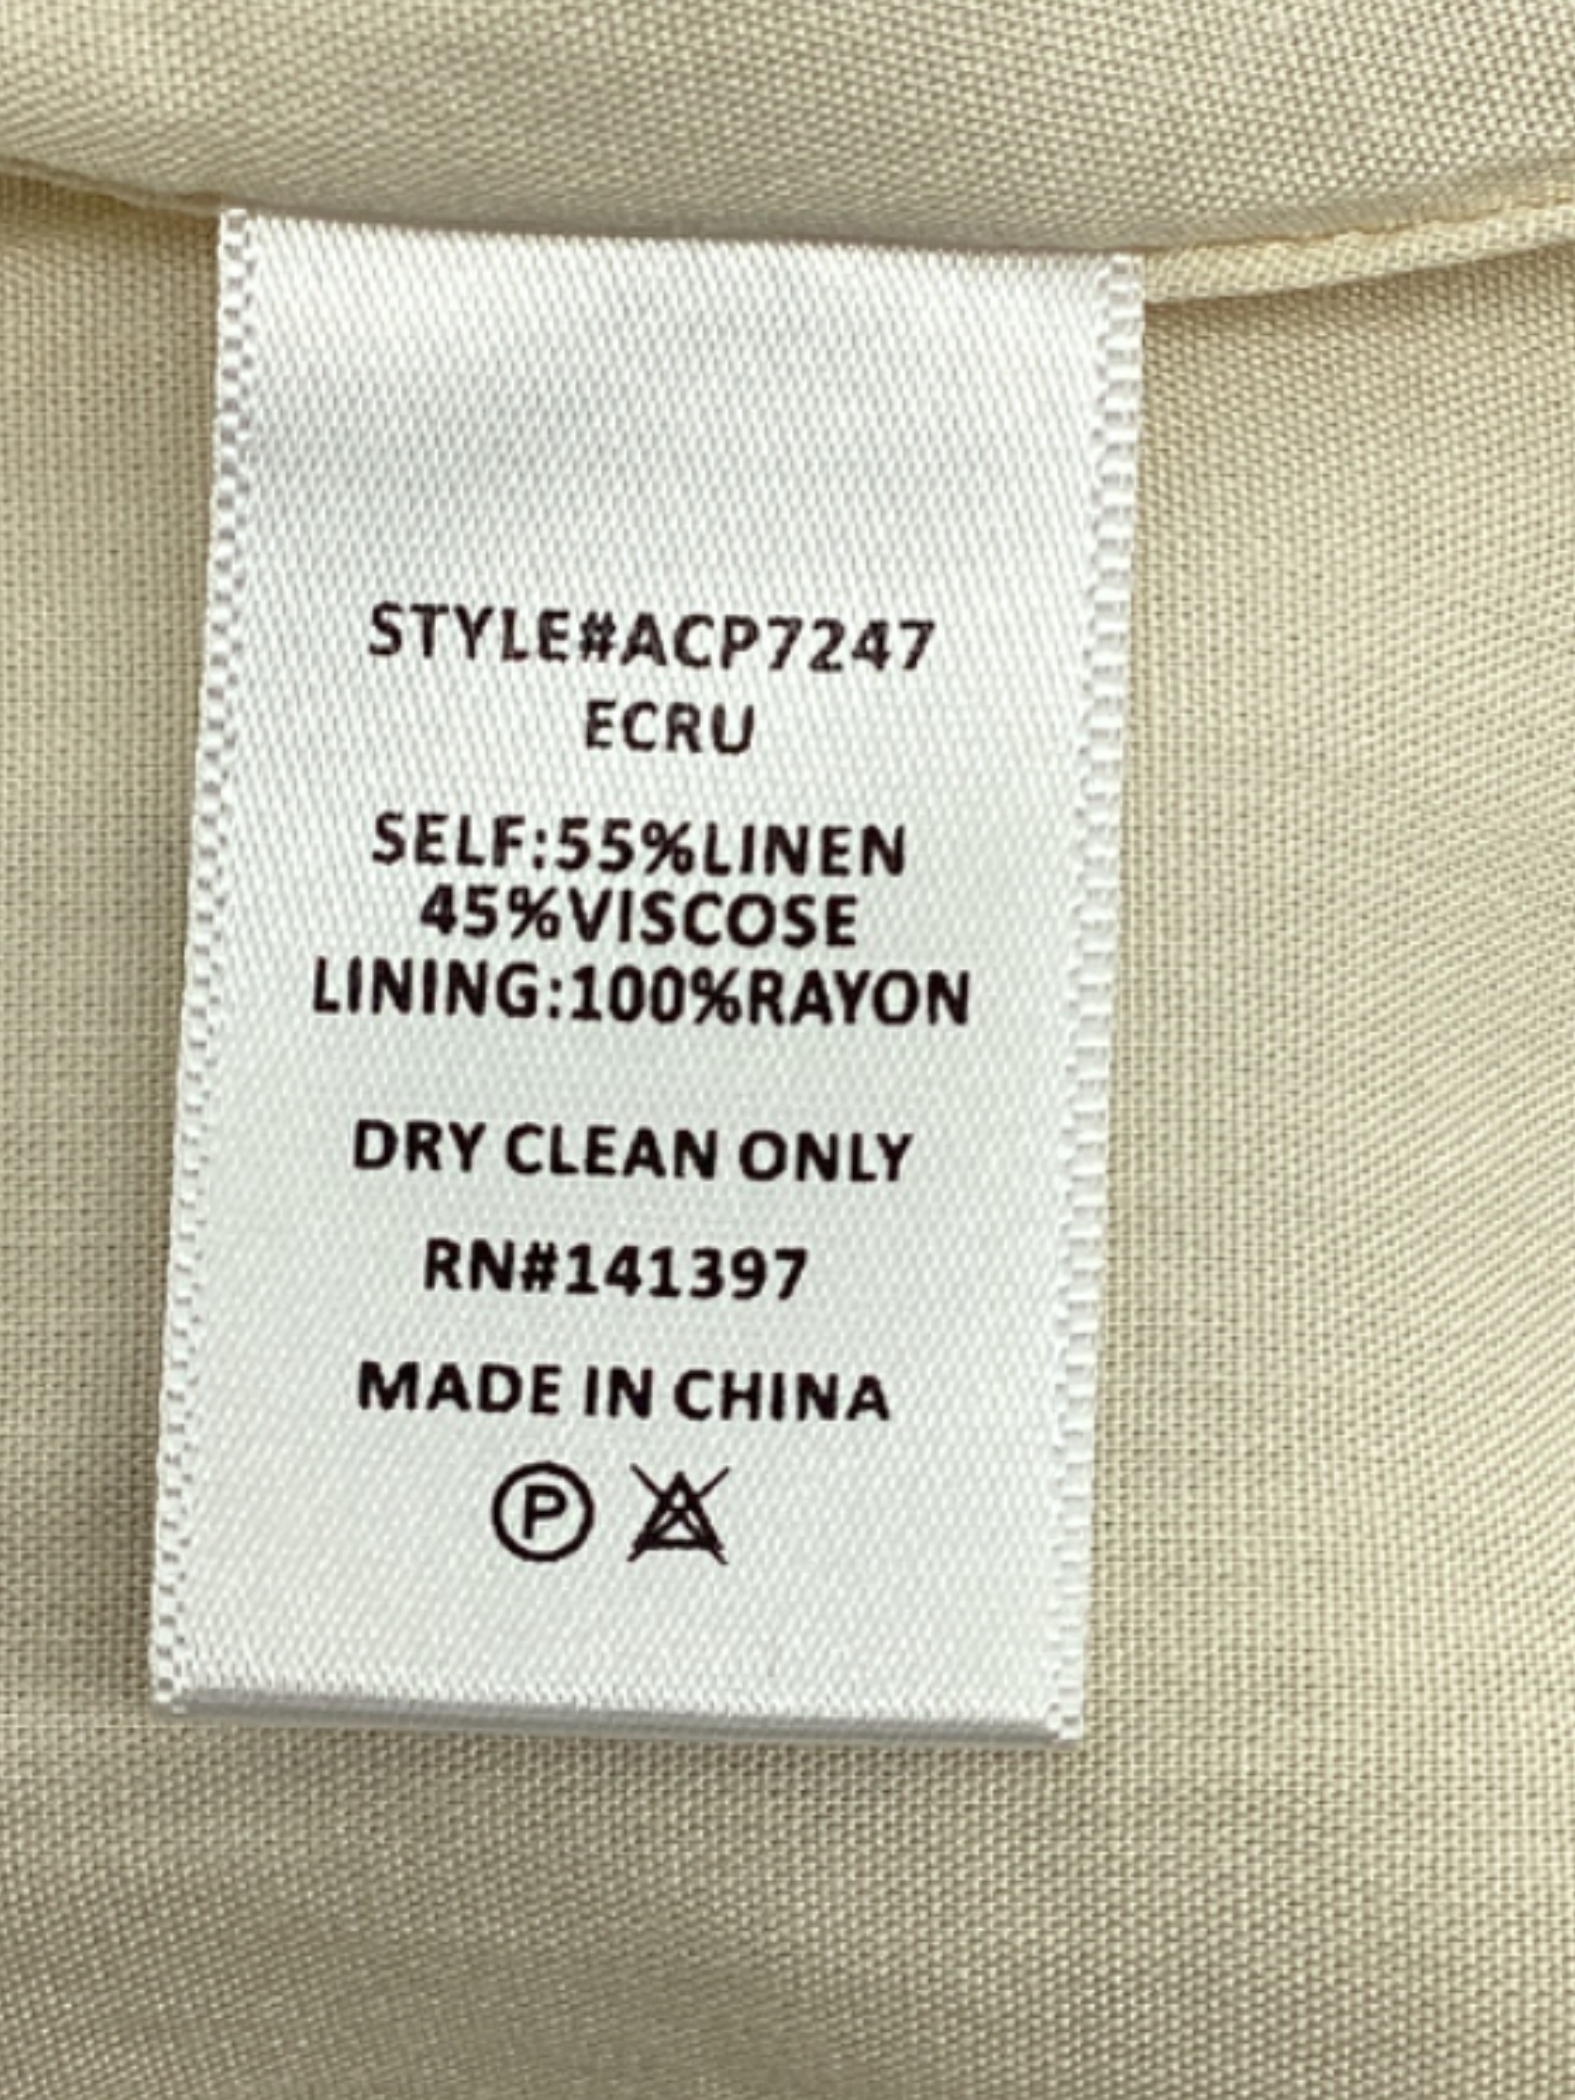 STYLE#ACP7247
ECRU
SELF:55%LINEN
45%VISCOSE
LINING:100%RAYON
DRY CLEAN ONLY
RN#141397
MADE IN CHINA
P